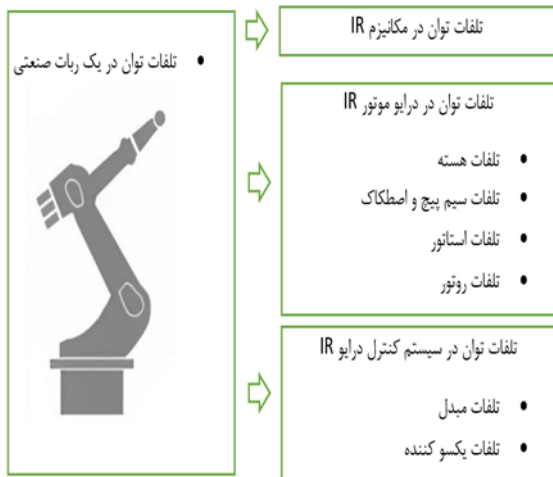 • تلفات توان در یک ربات صنعتی
تلفات توان در مکانیزم IR
تلفات توان در درایو موتور IR
• تلفات هسته
• تلفات سیم پیچ و اصطکاک
• تلفات استاتور
• تلفات روتور
تلفات توان در سیستم کنترل درایو IR
• تلفات مبدل
• تلفات یکسو کننده